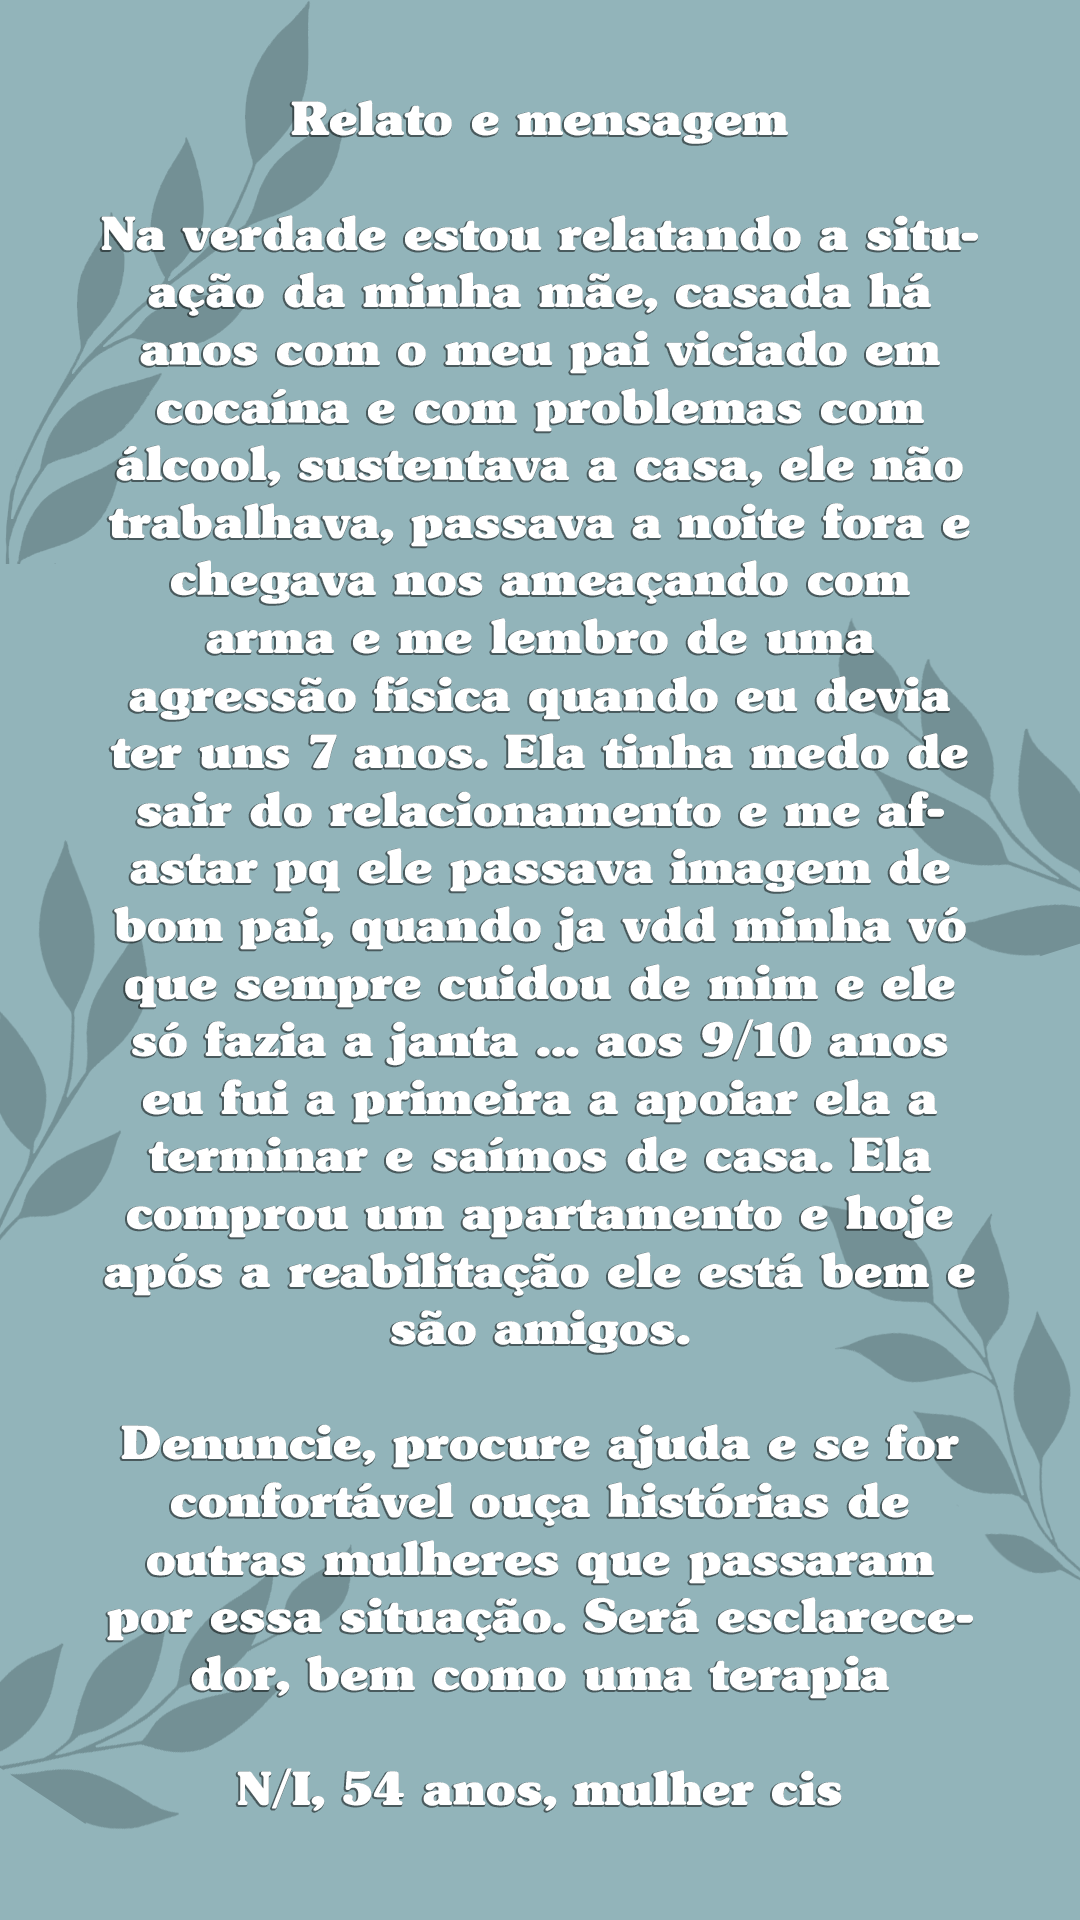 Relato e mensagem
Na verdade estou relatando a situ-
ação da minha mãe, casada há
anos com o meu pai viciado em
cocaína e com problemas com
álcool, sustentava a casa, ele não
trabalhava, passava a noite fora e
chegava nos ameaçando com
arma e me lembro de uma
agressão física quando eu devia
ter uns 7 anos. Ela tinha medo de
sair do relacionamento e me af-
astar pq ele passava imagem de
bom pai, quando ja vdd minha vó
que sempre cuidou de mim e ele
só fazia a janta ... aos 9/10 anos
eu fui a primeira a apoiar ela a
terminar e saímos de casa. Ela
comprou um apartamento e hoje
após a reabilitação ele está bem e
são amigos.
Denuncie, procure ajuda e se for
confortável ouça histórias de
outras mulheres que passaram
por essa situação. Será esclarece-
dor, bem como uma terapia
N/I, 54 anos, mulher cis